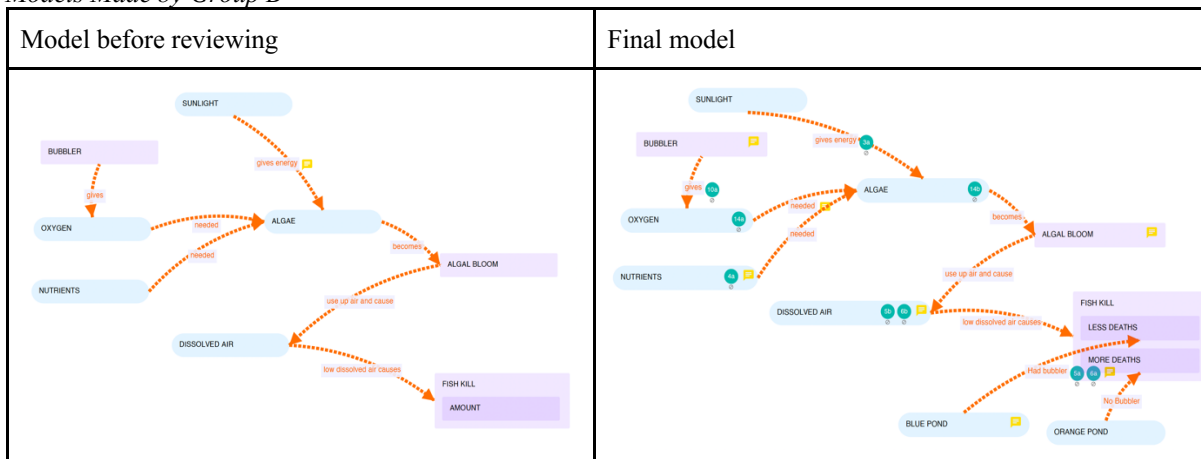 Models Made by Group B
Model before reviewing
Final model
SUNLIGHT
BUBBLER
gives energy
gives
OXYGEN
needed
ALGAE
needed
becomes
NUTRIENTS
ALGAL BLOOM
use up air and cause
DISSOLVED AIR
low dissolved air causes
FISH KILL
AMOUNT
SUNLIGHT
BUBBLER
gives energy
3a
gives
10a
ALGAE
14b
OXYGEN
14a
needed
becomes
needed
ALGAL BLOOM
NUTRIENTS
4a
use up air and cause
FISH KILL
DISSOLVED AIR
5b
6b
low dissolved air causes
LESS DEATHS
MORE DEATHS
Had bubbler
5a
6a
No Bubbler
BLUE POND
ORANGE POND